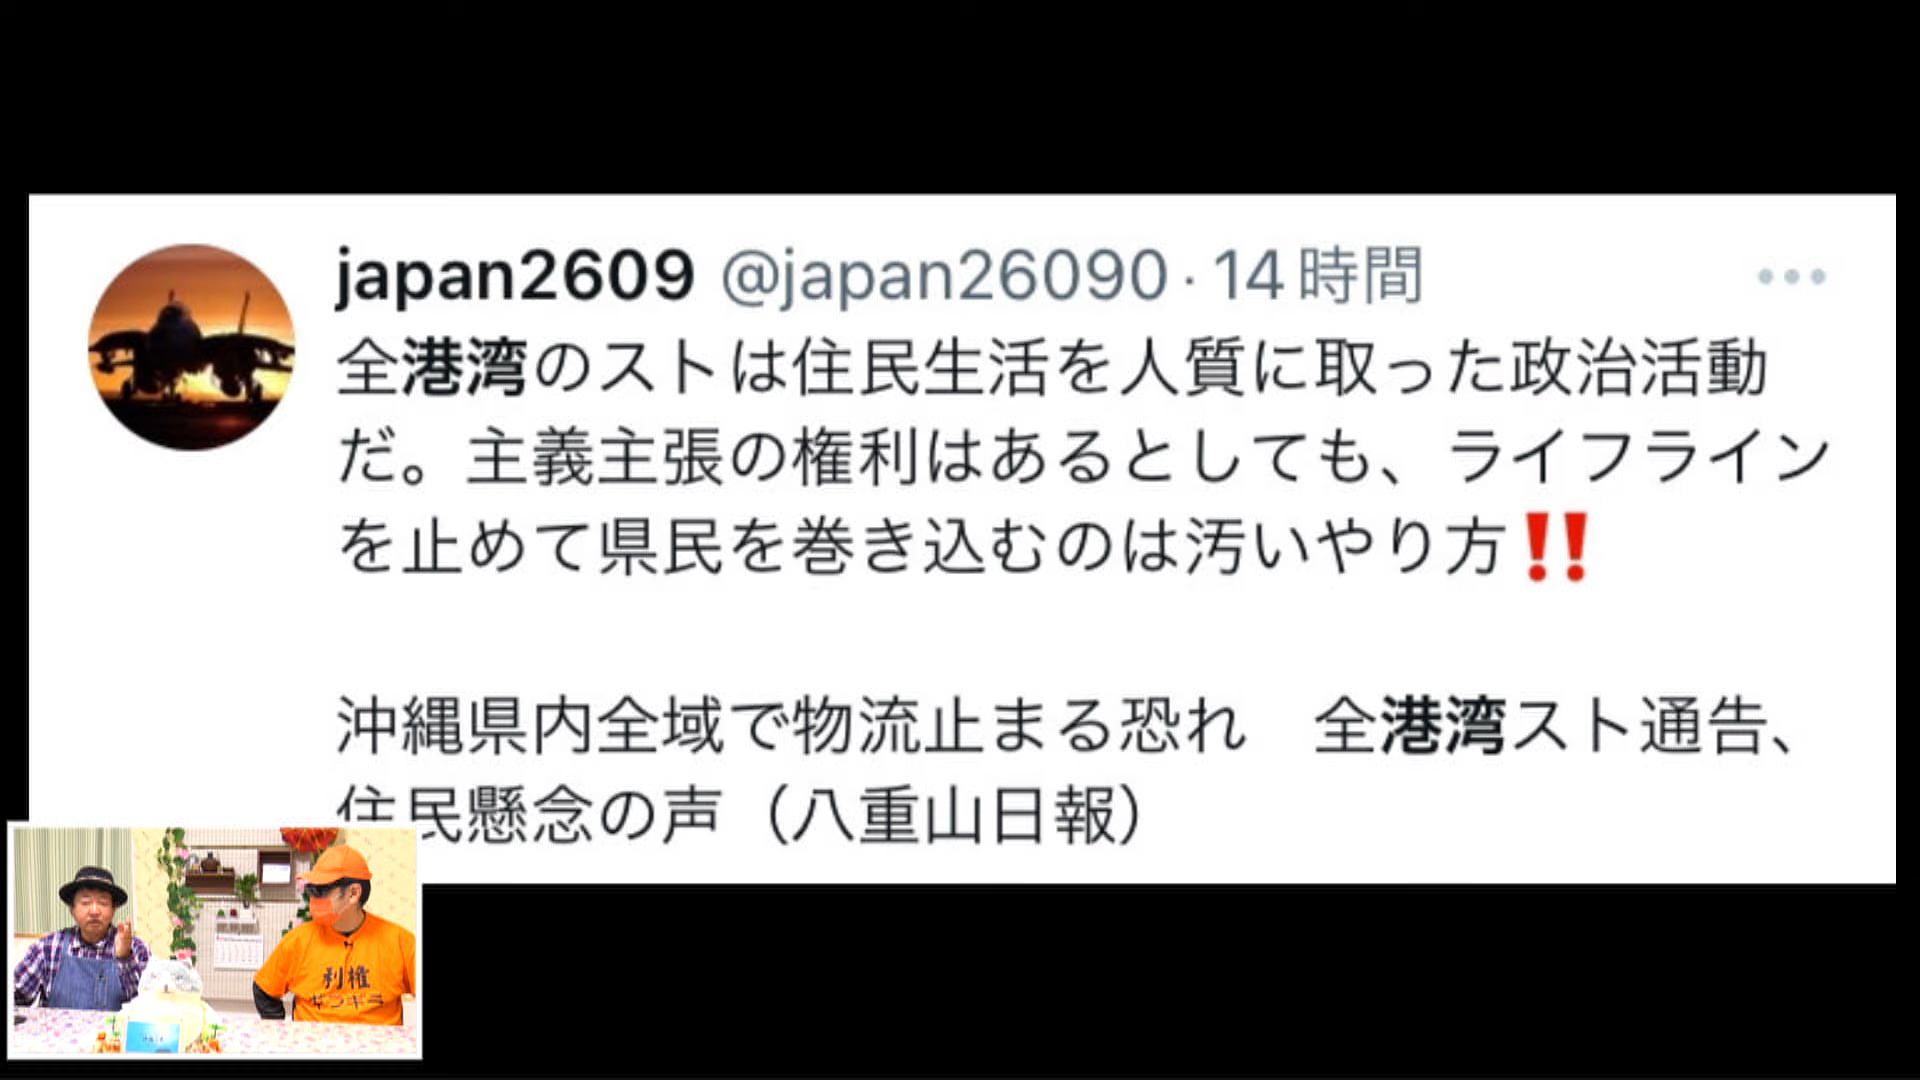 japan2609 @japan26090 · 14時間
全港湾のストは住民生活を人質に取った政治活動
だ。主義主張の権利はあるとしても、ライフライン
を止めて県民を巻き込むのは汚いやり方‼️
沖縄県内全域で物流止まる恐れ　全港湾スト通告、
住民懸念の声（八重山日報）
利権
ギンギラ